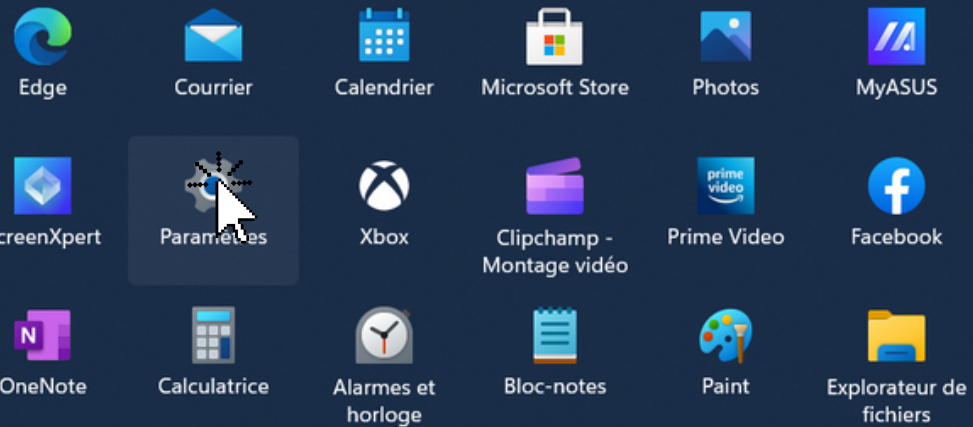 Edge
Courrier
Calendrier
Microsoft Store
Photos
MyASUS
creenXpert
Paramètres
Xbox
Clipchamp -
Montage vidéo
prime
video
Prime Video
Facebook
N
OneNote
Calculatrice
Alarmes et
horloge
Bloc-notes
Paint
Explorateur de
fichiers